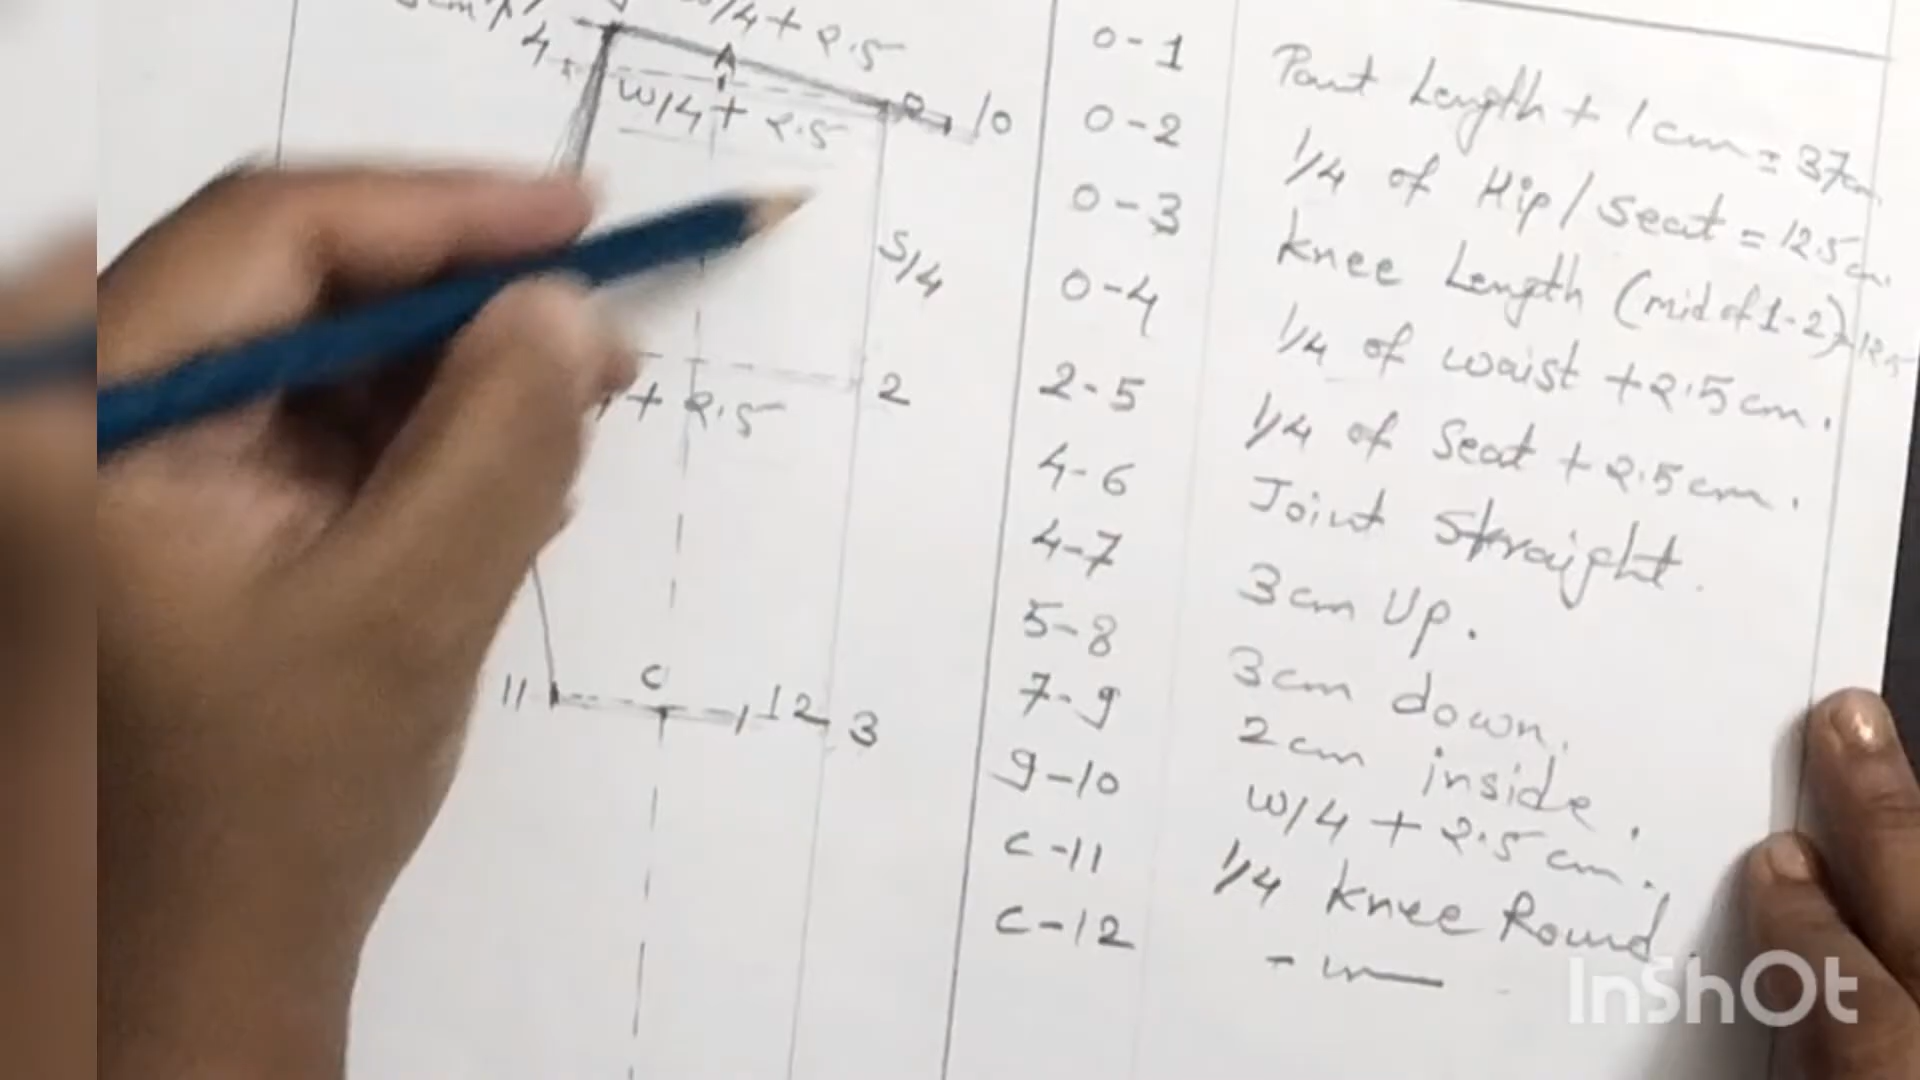 W/4 + 2.5
4
A
W/4 + 2.5
10
S/4
2
+ 2.5
11
C
12
3
0-1 Pant Length + 1cm = 37cm
0-2 1/4 of Hip/Seat = 12.5cm.
0-3 Knee Length (mid of 1-2)
0-4 1/4 of waist + 2.5cm.
2-5 1/4 of Seat + 2.5cm.
4-6 Joint Straight.
4-7 3cm Up.
5-8 3cm down.
7-9 2cm inside.
9-10 W/4 + 2.5cm.
C-11 1/4 Knee Round
C-12
InShOt